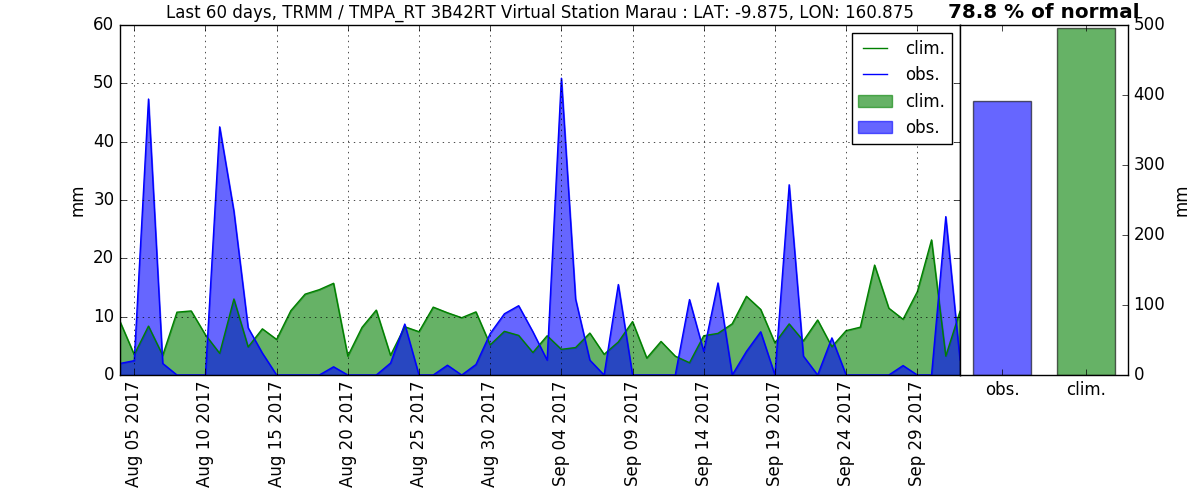 Last 60 days, TRMM / TMPA_RT 3B42RT Virtual Station Marau : LAT: -9.875, LON: 160.875
78.8 % of normal
60
50
40
30
20
10
0
mm
clim.
obs.
clim.
obs.
500
400
300
200
100
0
mm
Aug 05 2017
Aug 10 2017
Aug 15 2017
Aug 20 2017
Aug 25 2017
Aug 30 2017
Sep 04 2017
Sep 09 2017
Sep 14 2017
Sep 19 2017
Sep 24 2017
Sep 29 2017
obs.
clim.